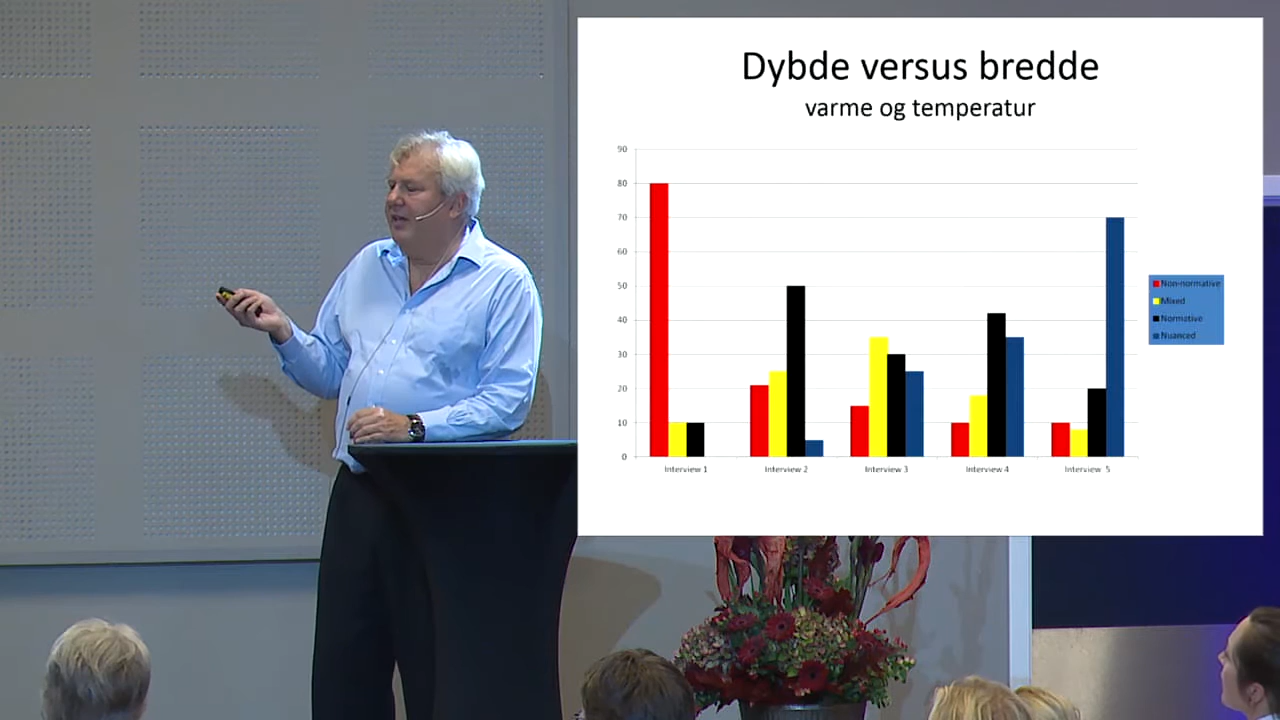 Dybde versus bredde
varme og temperatur
90
80
70
60
50
40
30
20
10
0
Interview 1
Interview 2
Interview 3
Interview 4
Interview 5
Non-normative
Mixed
Normative
Nuanced